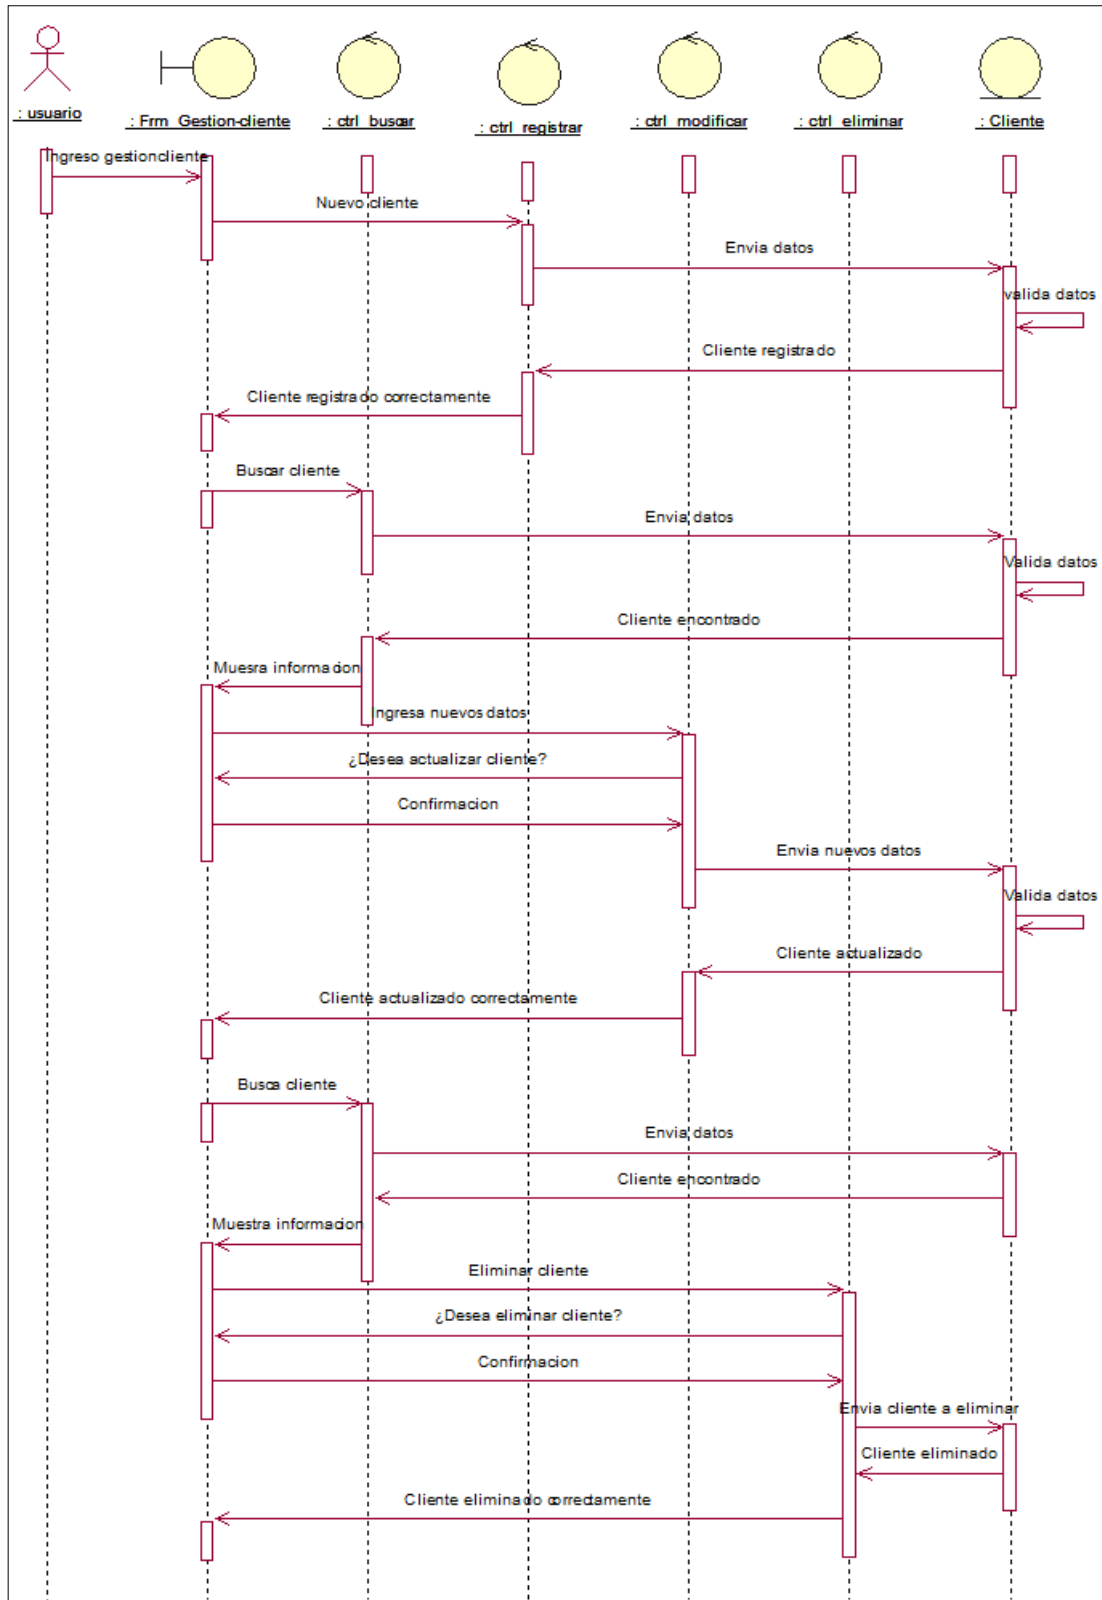 : usuario
: Frm_Gestion-cliente
: ctrl_buscar
: ctrl_registrar
: ctrl_modificar
: ctrl_eliminar
: Cliente
Ingreso gestioncliente
Nuevo cliente
Envia datos
valida datos
Cliente registrado
Cliente registrado correctamente
Buscar cliente
Envia datos
Valida datos
Cliente encontrado
Muesra informacion
Ingresa nuevos datos
¿Desea actualizar cliente?
Confirmacion
Envia nuevos datos
Valida datos
Cliente actualizado
Cliente actualizado correctamente
Busca cliente
Envia datos
Cliente encontrado
Muestra informacion
Eliminar cliente
¿Desea eliminar cliente?
Confirmacion
Envia cliente a eliminar
Cliente eliminado
Cliente eliminado correctamente